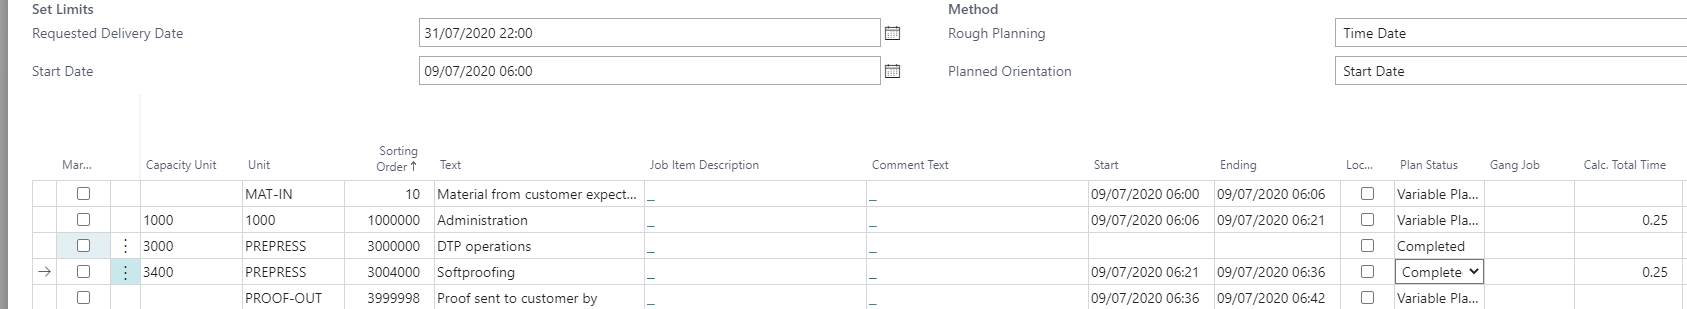 Set Limits Method
Requested Delivery Date 31/07/2020 22:00 Rough Planning Time Date
Start Date 09/07/2020 06:00 Planned Orientation Start Date
Mar... Capacity Unit Unit Sorting Order ↑ Text Job Item Description Comment Text Start Ending Loc... Plan Status Gang Job Calc. Total Time
MAT-IN 10 Material from customer expect... _ _ 09/07/2020 06:00 09/07/2020 06:06 Variable Pla...
1000 1000 1000000 Administration _ _ 09/07/2020 06:06 09/07/2020 06:21 Variable Pla... 0.25
3000 PREPRESS 3000000 DTP operations _ _ Completed
3400 PREPRESS 3004000 Softproofing _ _ 09/07/2020 06:21 09/07/2020 06:36 Complete 0.25
PROOF-OUT 3999998 Proof sent to customer by _ _ 09/07/2020 06:36 09/07/2020 06:42 Variable Pla...